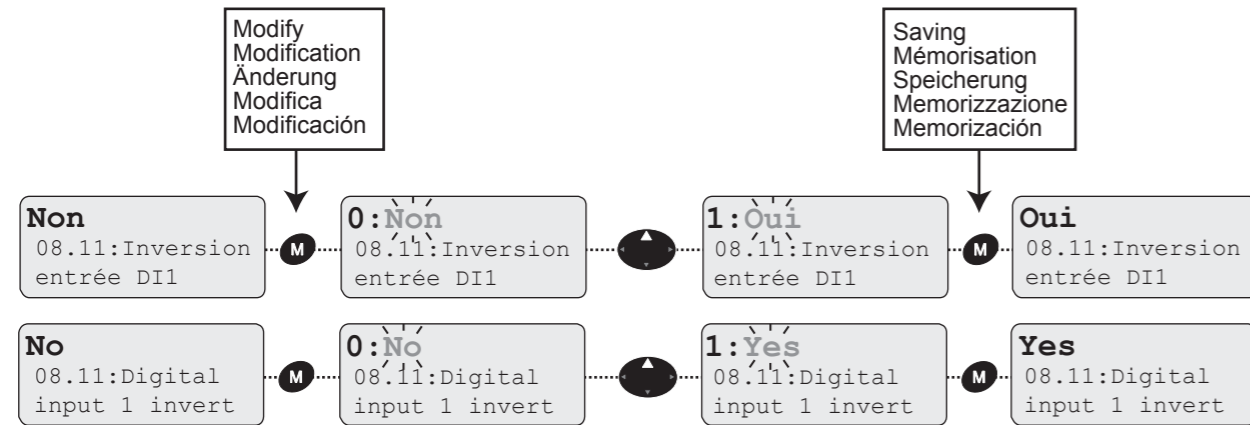 Modify
Modification
Änderung
Modifica
Modificación
Saving
Mémorisation
Speicherung
Memorizzazione
Memorización
Non
08.11:Inversion
entrée DI1
M
0:Non
08.11:Inversion
entrée DI1
1:Oui
08.11:Inversion
entrée DI1
M
Oui
08.11:Inversion
entrée DI1
No
08.11:Digital
input 1 invert
M
0:No
08.11:Digital
input 1 invert
1:Yes
08.11:Digital
input 1 invert
M
Yes
08.11:Digital
input 1 invert